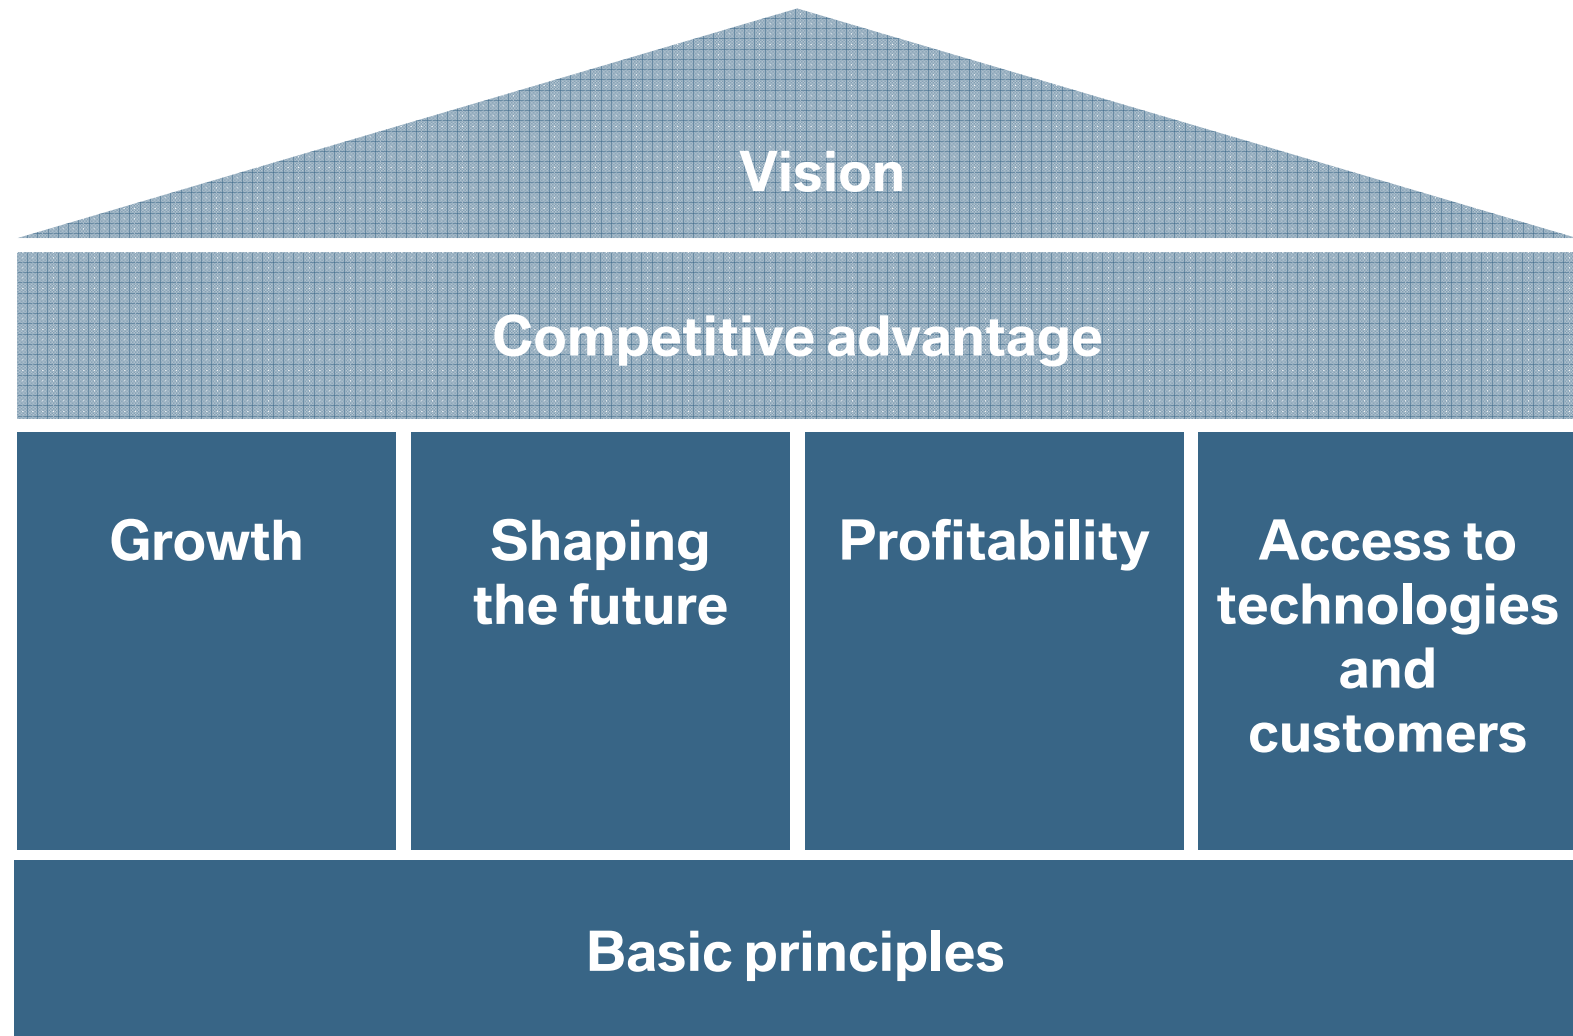 Vision
Competitive advantage
Growth
Shaping
the future
Profitability
Access to
technologies
and
customers
Basic principles